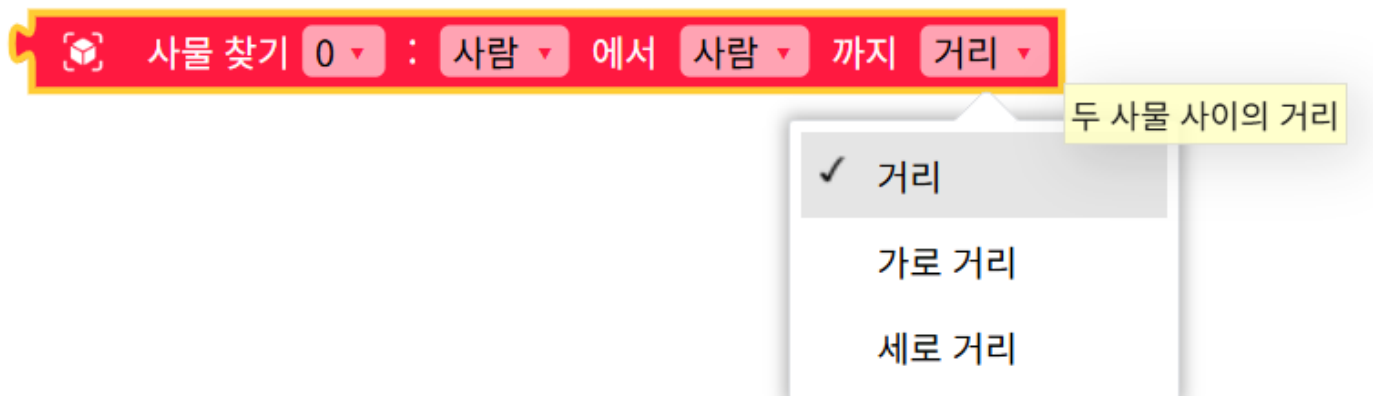 사물 찾기 0 : 사람 에서 사람 까지 거리
두 사물 사이의 거리
✓ 거리
가로 거리
세로 거리